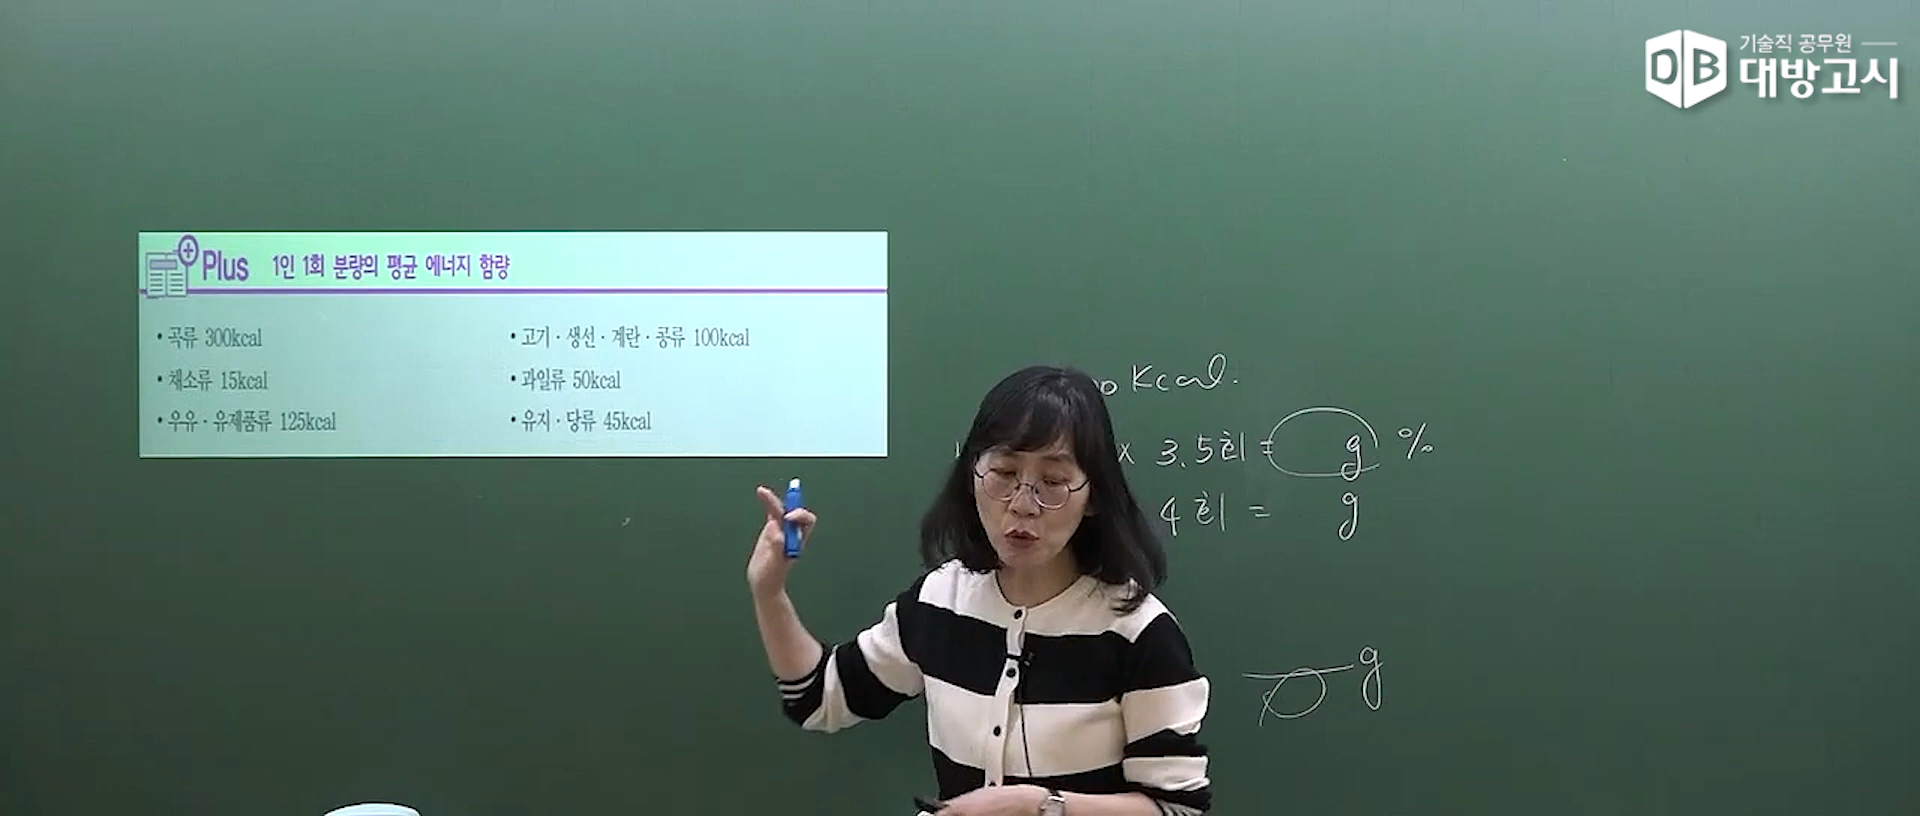 기술직 공무원
DB 대방고시
Plus 1인 1회 분량의 평균 에너지 함량
• 곡류 300kcal
• 고기 · 생선 · 계란 · 콩류 100kcal
• 채소류 15kcal
• 과일류 50kcal
• 우유 · 유제품류 125kcal
• 유지 · 당류 45kcal
Kcal.
x 3.5회 = g %
4회 = g
g